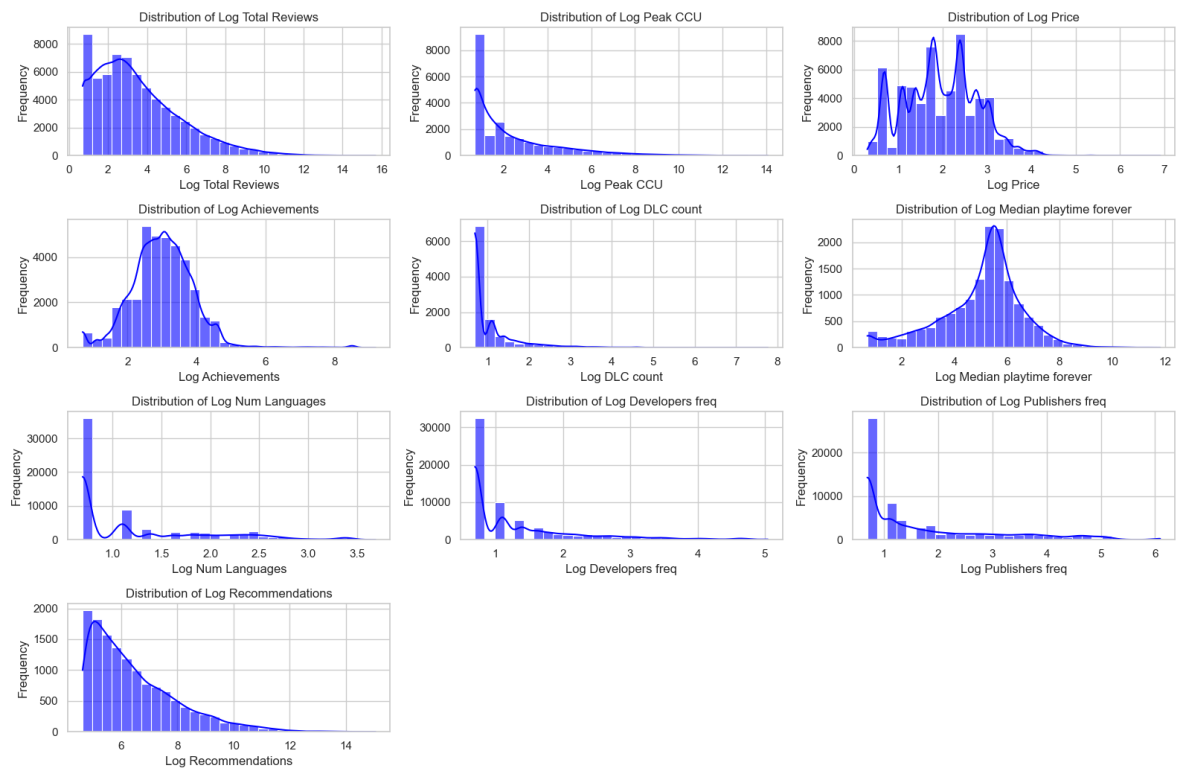 Distribution of Log Total Reviews
Frequency
8000
6000
4000
2000
0
0 2 4 6 8 10 12 14 16
Log Total Reviews
Distribution of Log Peak CCU
Frequency
8000
6000
4000
2000
0
2 4 6 8 10 12 14
Log Peak CCU
Distribution of Log Price
Frequency
8000
6000
4000
2000
0
0 1 2 3 4 5 6 7
Log Price
Distribution of Log Achievements
Frequency
4000
2000
0
2 4 6 8
Log Achievements
Distribution of Log DLC count
Frequency
6000
4000
2000
0
1 2 3 4 5 6 7 8
Log DLC count
Distribution of Log Median playtime forever
Frequency
2000
1500
1000
500
0
2 4 6 8 10 12
Log Median playtime forever
Distribution of Log Num Languages
Frequency
30000
20000
10000
0
1.0 1.5 2.0 2.5 3.0 3.5
Log Num Languages
Distribution of Log Developers freq
Frequency
30000
20000
10000
0
1 2 3 4 5
Log Developers freq
Distribution of Log Publishers freq
Frequency
20000
10000
0
1 2 3 4 5 6
Log Publishers freq
Distribution of Log Recommendations
Frequency
2000
1500
1000
500
0
6 8 10 12 14
Log Recommendations